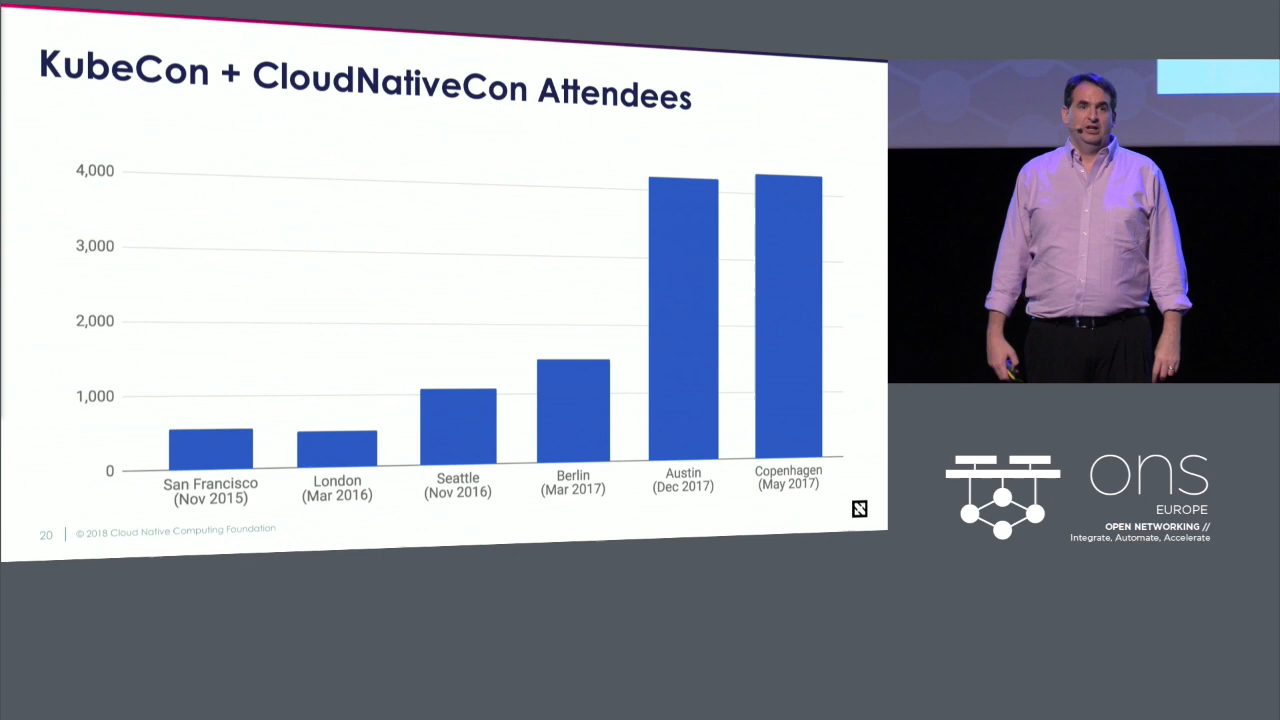 KubeCon + CloudNativeCon Attendees
4,000
3,000
2,000
1,000
0
San Francisco
(Nov 2015)
London
(Mar 2016)
Seattle
(Nov 2016)
Berlin
(Mar 2017)
Austin
(Dec 2017)
Copenhagen
(May 2017)
20
© 2018 Cloud Native Computing Foundation
ons
EUROPE
OPEN NETWORKING //
Integrate, Automate, Accelerate